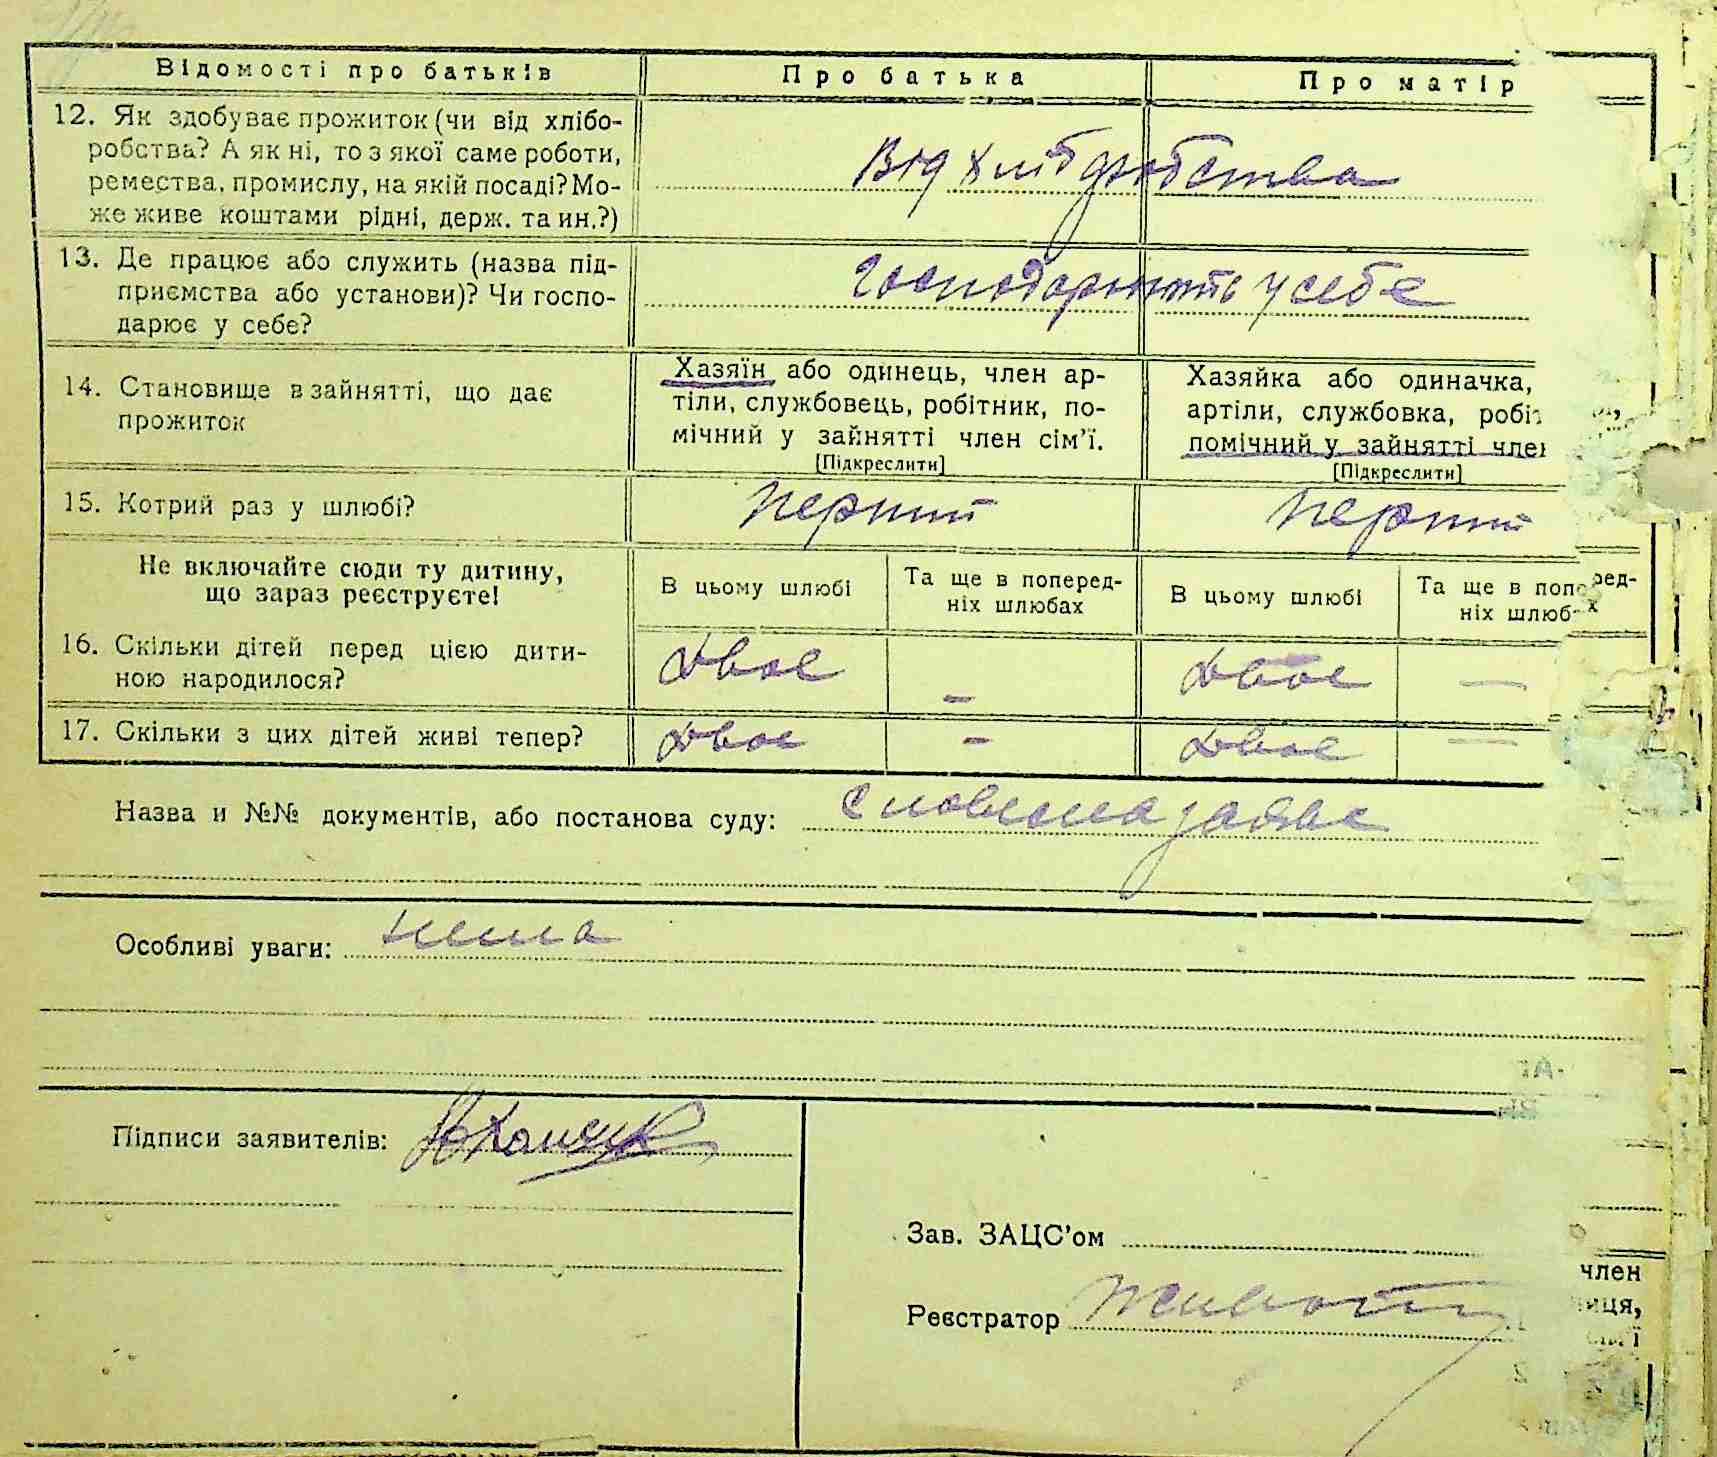 Відомості про батьків
Про батька
Про матір
12. Як здобуває прожиток (чи від хлібо-
робства? А як ні, то з якої саме роботи,
ремества, промислу, на якій посаді? Мо-
же живе коштами рідні, держ. та ин.?)
Від хліборобства
13. Де працює або служить (назва під-
приємства або установи)? Чи госпо-
дарює у себе?
Господарюють у себе
14. Становище в зайнятті, що дає
прожиток
Хазяїн або одинець, член ар-
тіли, службовець, робітник, по-
мічний у зайнятті член сім'ї.
[Підкреслити]
Хазяйка або одиначка,
артіли, службовка, робіт
помічний у зайнятті член
[Підкреслити]
15. Котрий раз у шлюбі?
перший
перший
Не включайте сюди ту дитину,
що зараз реєструєте!
В цьому шлюбі
Та ще в поперед-
ніх шлюбах
В цьому шлюбі
Та ще в поперед-
ніх шлюбах
16. Скільки дітей перед цією дити-
ною народилося?
Двоє
–
Двоє
—
17. Скільки з цих дітей живі тепер?
Двоє
–
Двоє
—
Назва и №№ документів, або постанова суду:
словесна заява
Особливі уваги: нема
Підписи заявителів:
Зав. ЗАЦС'ом
Реєстратор
член
ниця,
сім'ї